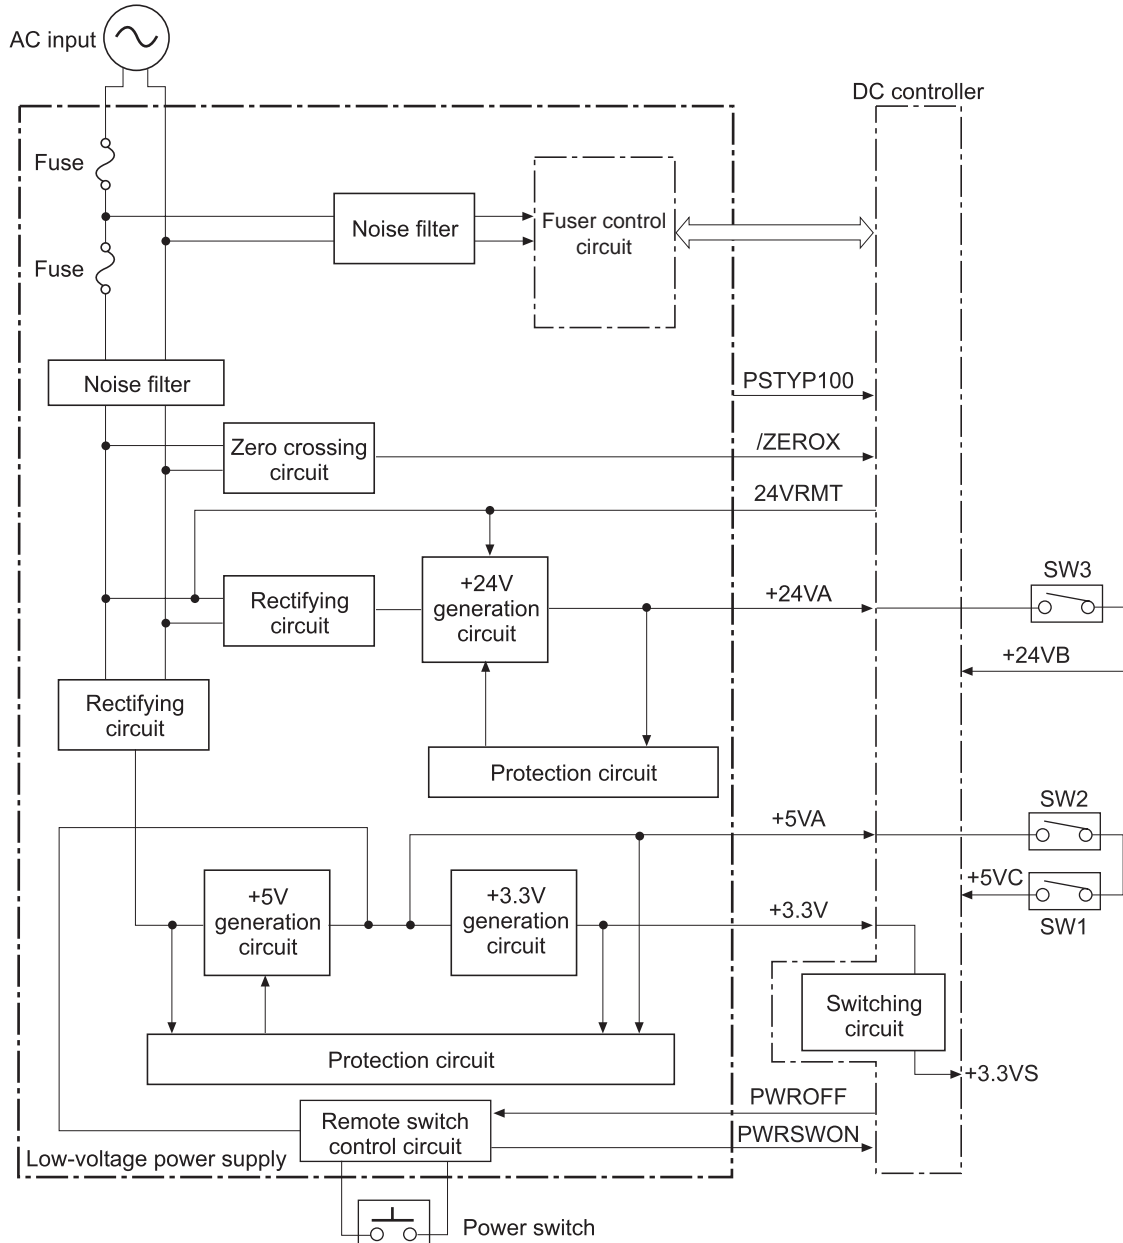 AC input
DC controller
Fuse
Noise filter
Fuser control
circuit
Fuse
Noise filter
PSTYP100
Zero crossing
circuit
/ZEROX
24VRMT
Rectifying
circuit
+24V
generation
circuit
+24VA
SW3
+24VB
Rectifying
circuit
Protection circuit
+5VA
SW2
+5V
generation
circuit
+3.3V
generation
circuit
+3.3V
+5VC
SW1
Switching
circuit
Protection circuit
+3.3VS
PWROFF
Remote switch
control circuit
PWRSWON
Low-voltage power supply
Power switch